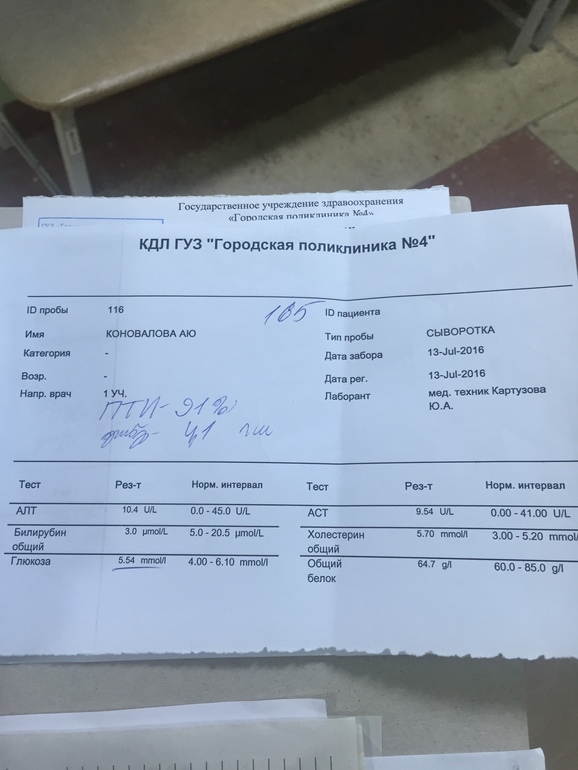 Государственное учреждение здравоохранения
«Городская поликлиника №4»
КДЛ ГУЗ "Городская поликлиника №4"
ID пробы 116 165 ID пациента
Имя КОНОВАЛОВА АЮ Тип пробы СЫВОРОТКА
Категория - Дата забора 13-Jul-2016
Возр. - Дата рег. 13-Jul-2016
Напр. врач 1 УЧ. Лаборант мед. техник Картузова
Ю.А.
ПТИ- 91%
4,1
Тест Рез-т Норм. интервал Тест Рез-т Норм. интервал
АЛТ 10.4 U/L 0.0 - 45.0 U/L АСТ 9.54 U/L 0.00 - 41.00 U/L
Билирубин 3.0 µmol/L 5.0 - 20.5 µmol/L Холестерин 5.70 mmol/l 3.00 - 5.20 mmol/
общий общий
Глюкоза 5.54 mmol/l 4.00 - 6.10 mmol/l Общий 64.7 g/l 60.0 - 85.0 g/l
белок